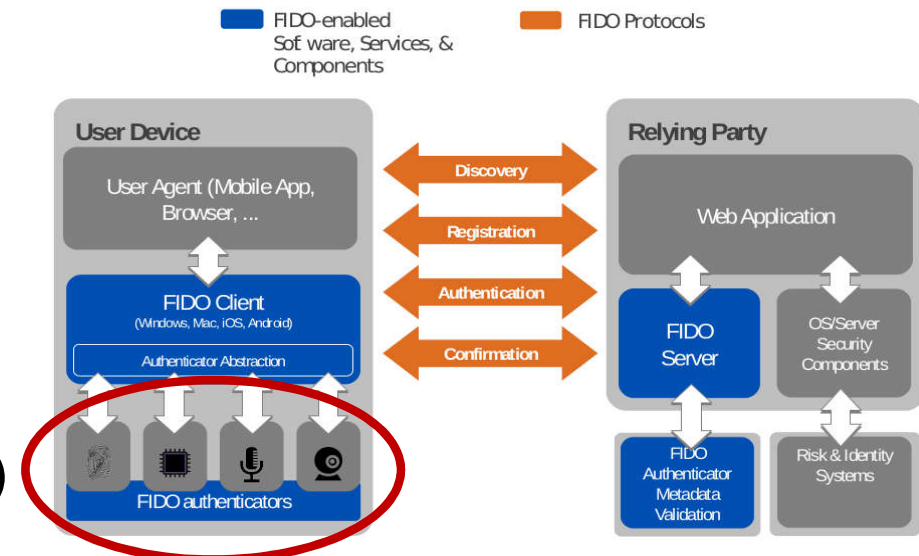 FIDO-enabled
Sof ware, Services, &
Components
FIDO Protocols
User Device
User Agent (Mobile App,
Browser, ...
FIDO Client
(Windows, Mac, iOS, Android)
Authenticator Abstraction
FIDO authenticators
Discovery
Registration
Authentication
Confirmation
Relying Party
Web Application
FIDO
Server
OS/Server
Security
Components
FIDO
Authenticator
Metadata
Validation
Risk & Identity
Systems
)